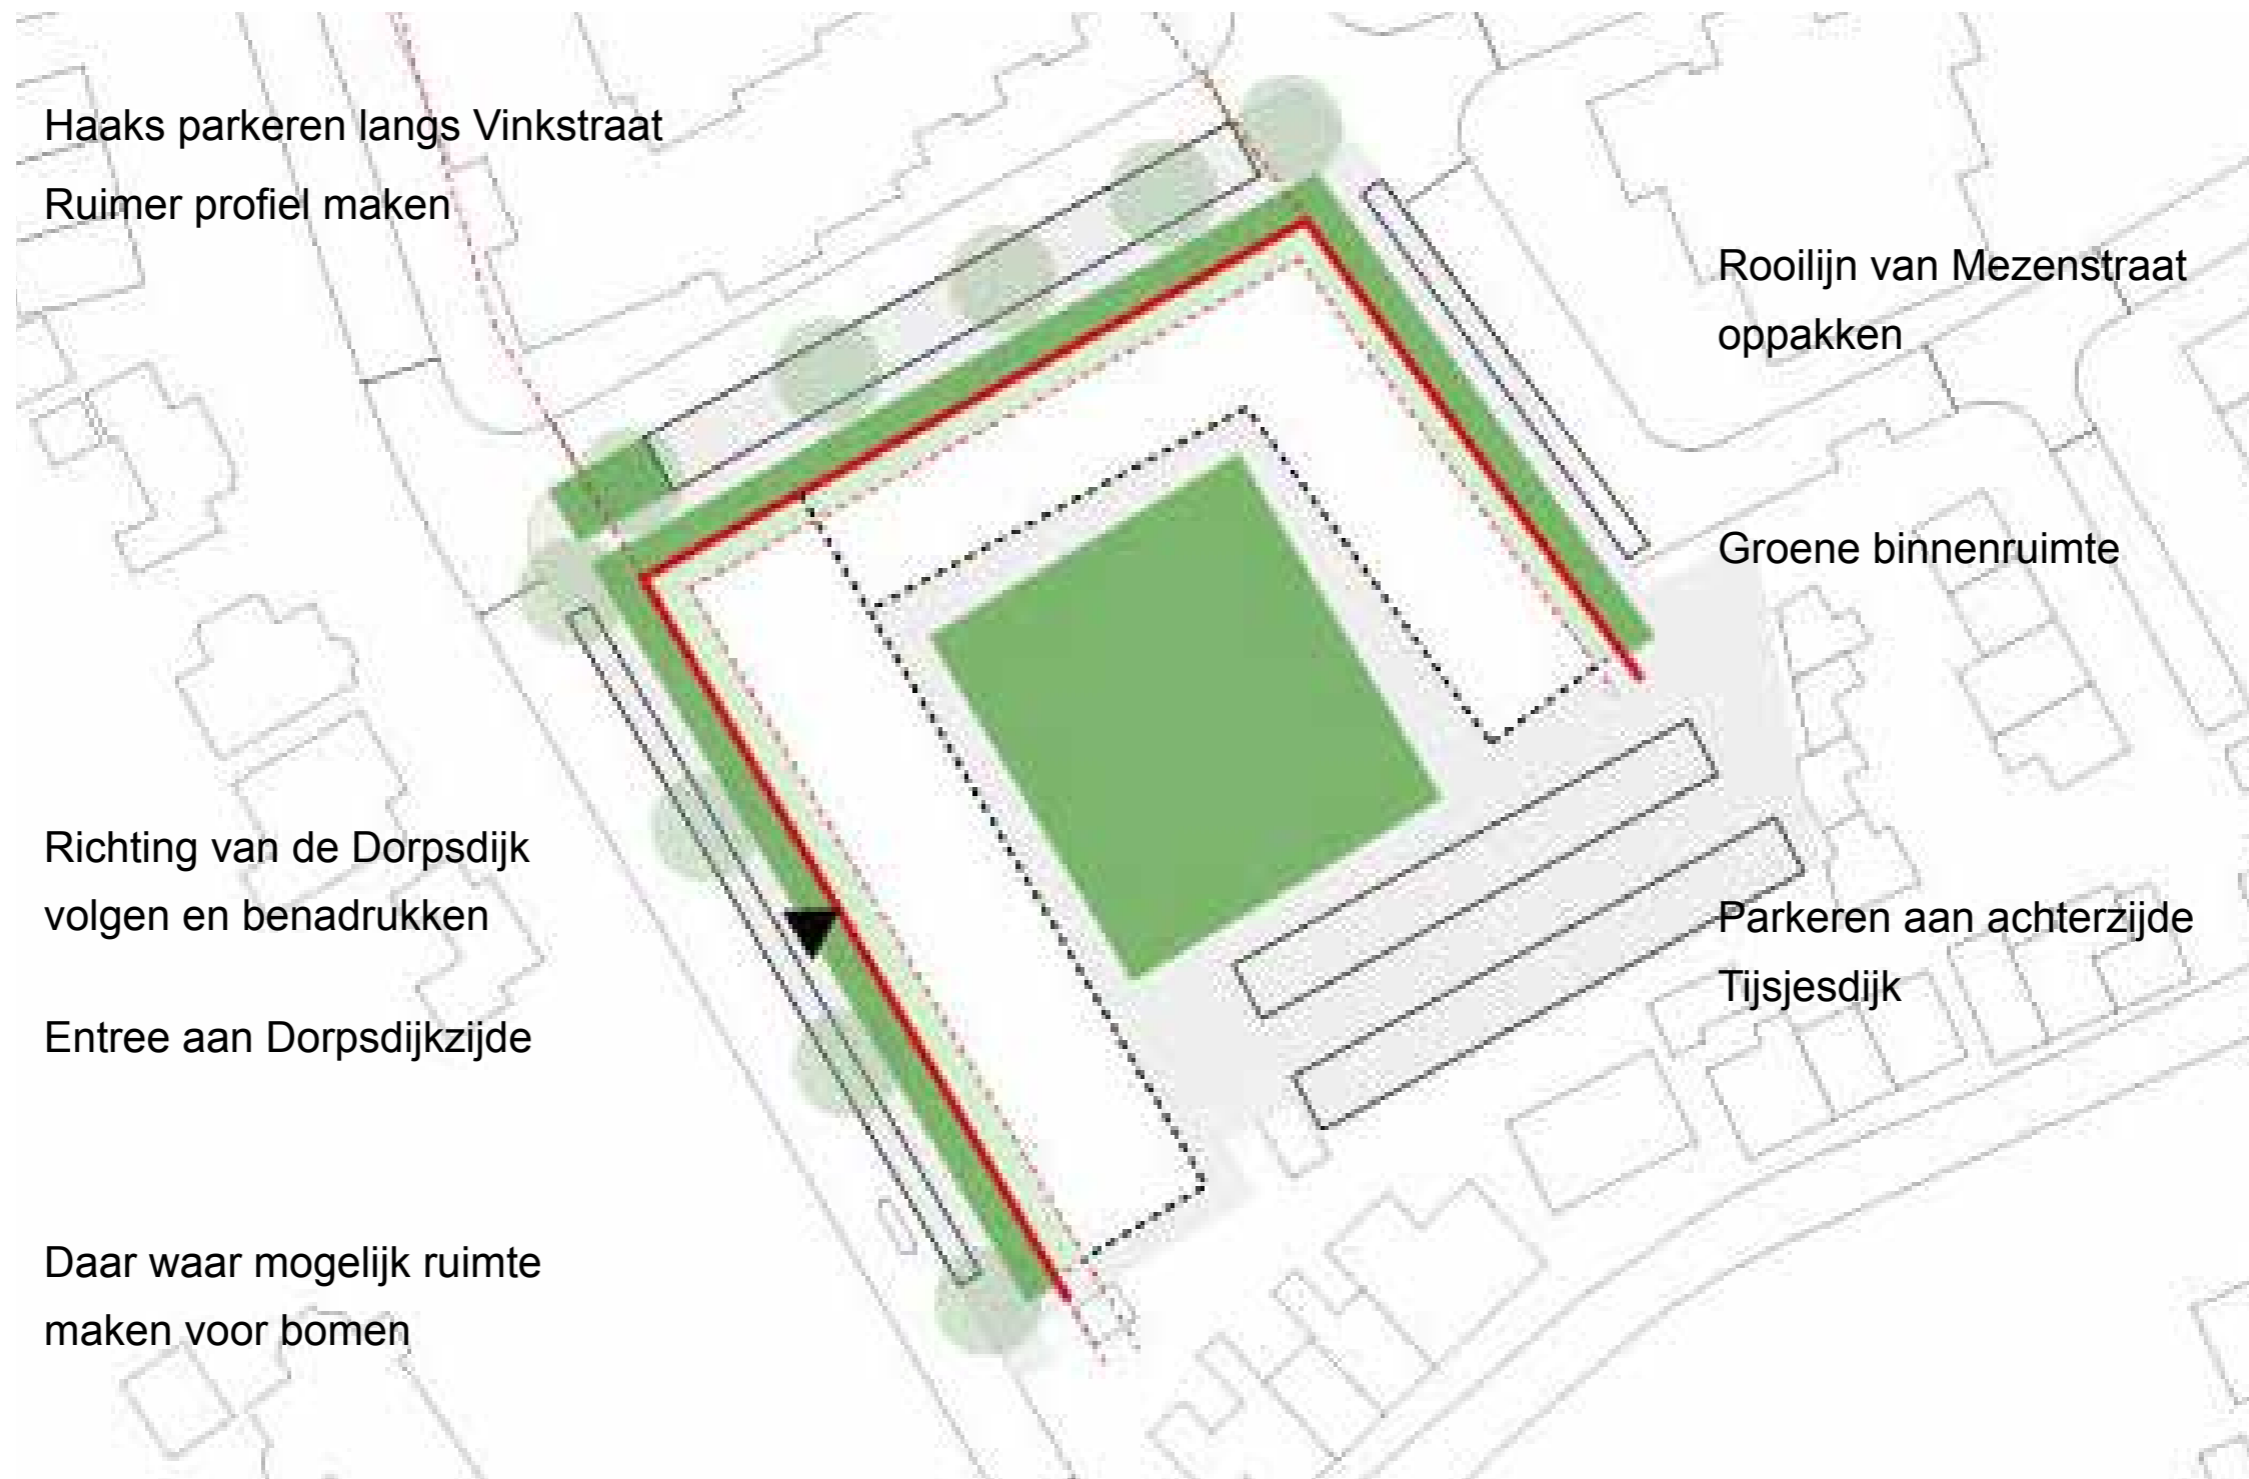 Haaks parkeren langs Vinkstraat
Ruimer profiel maken
Rooilijn van Mezenstraat
oppakken
Groene binnenruimte
Richting van de Dorpsdijk
volgen en benadrukken
Parkeren aan achterzijde
Tijsjesdijk
Entree aan Dorpsdijkzijde
Daar waar mogelijk ruimte
maken voor bomen